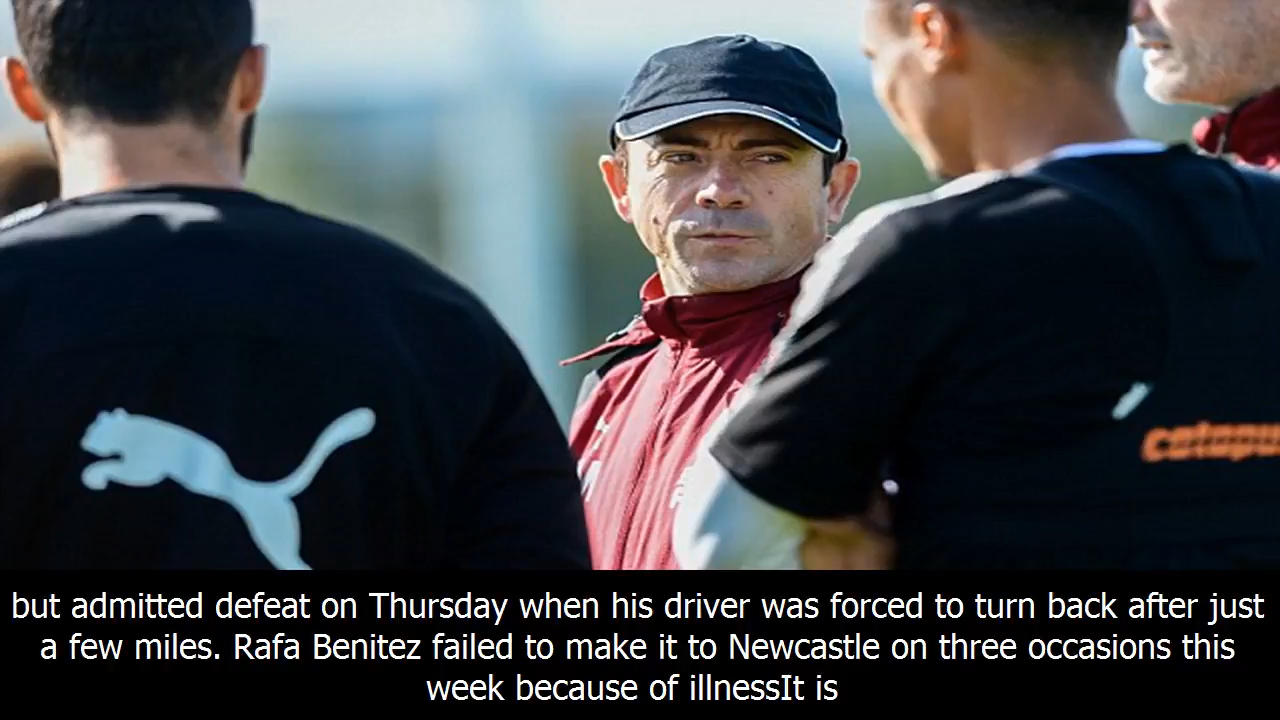 but admitted defeat on Thursday when his driver was forced to turn back after just
a few miles. Rafa Benitez failed to make it to Newcastle on three occasions this
week because of illnessIt is